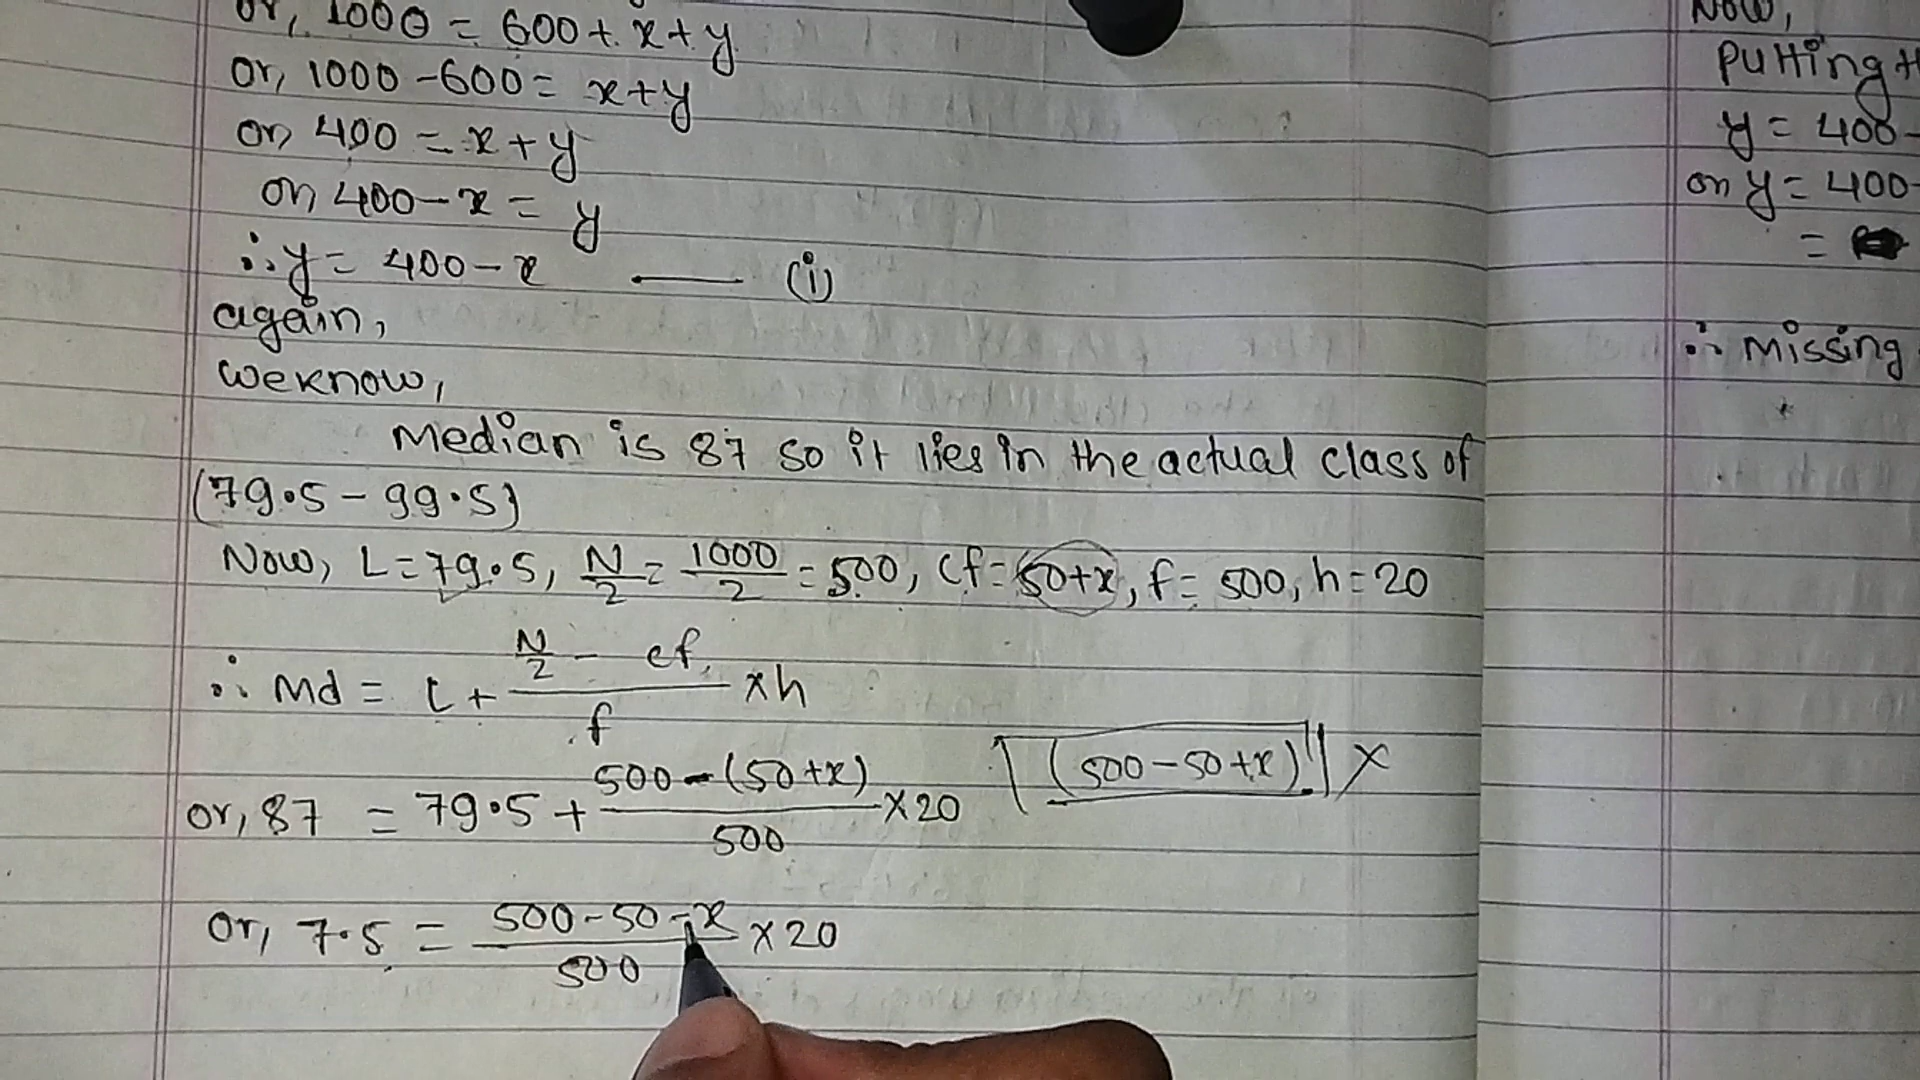 or, 1000 = 600 + x + y
or, 1000 - 600 = x + y
or, 400 = x + y
or, 400 - x = y
∴ y = 400 - x —— (i)
again,
we know,
Median is 87 so it lies in the actual class of
(79.5 - 99.5)
Now, L = 79.5, N/2 = 1000/2 = 500, cf = 50+x, f = 500, h = 20
∴ Md = L + (N/2 - cf)/f × h
or, 87 = 79.5 + (500 - (50+x))/500 × 20
(500 - 50 + x) ×
or, 7.5 = (500 - 50 - x)/500 × 20
Now,
Putting
y = 400 -
or y = 400 -
=
∴ Missing